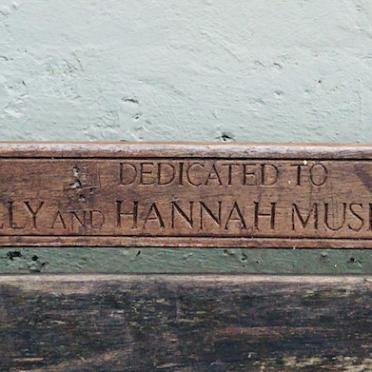 DEDICATED TO
LY AND HANNAH MUS